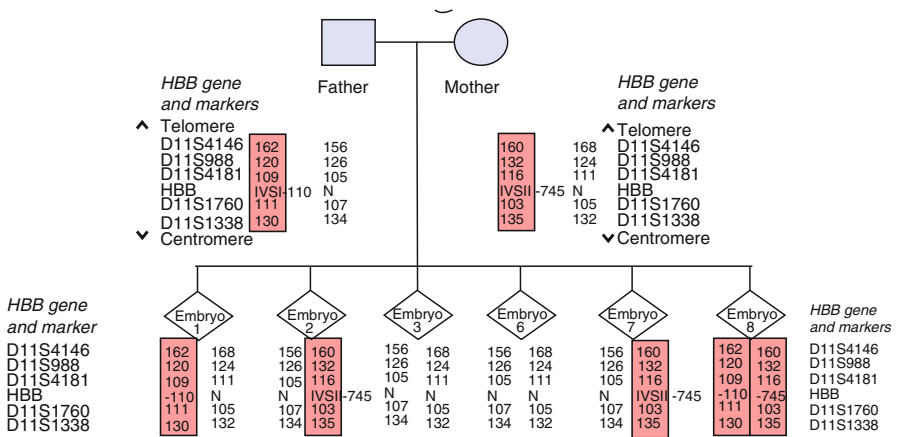 Father
Mother
HBB gene
and markers
Telomere
D11S4146 162 156
D11S988 120 126
D11S4181 109 105
HBB IVSI-110 N
D11S1760 111 107
D11S1338 130 134
Centromere
HBB gene
and markers
Telomere
160 168 D11S4146
132 124 D11S988
116 111 D11S4181
IVSII-745 N HBB
103 105 D11S1760
135 132 D11S1338
Centromere
Embryo 1
Embryo 2
Embryo 3
Embryo 6
Embryo 7
Embryo 8
HBB gene
and marker
HBB gene
and markers
D11S4146 162 168 156 160 156 168 156 168 156 160 162 160 D11S4146
D11S988 120 124 126 132 126 124 126 124 126 132 120 132 D11S988
D11S4181 109 111 105 116 105 111 105 111 105 116 109 116 D11S4181
HBB -110 N N IVSII-745 N N N N N IVSII-745 -110 -745 HBB
D11S1760 111 105 107 103 107 105 107 105 107 103 111 103 D11S1760
D11S1338 130 132 134 135 134 132 134 132 134 135 130 135 D11S1338